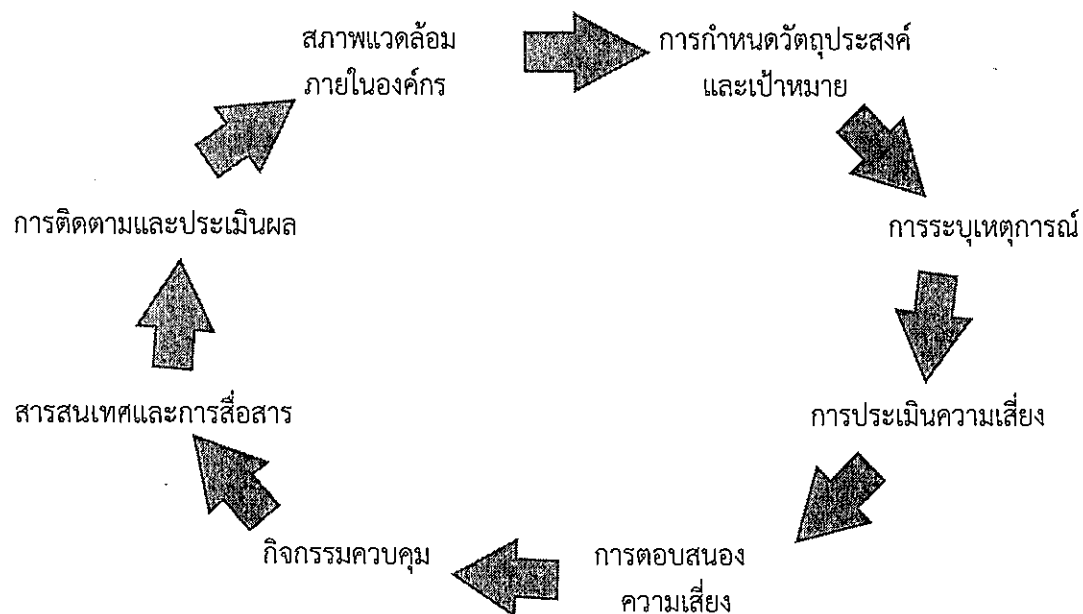 สภาพแวดล้อม
ภายในองค์กร
การกำหนดวัตถุประสงค์
และเป้าหมาย
การระบุเหตุการณ์
การประเมินความเสี่ยง
การตอบสนอง
ความเสี่ยง
กิจกรรมควบคุม
สารสนเทศและการสื่อสาร
การติดตามและประเมินผล